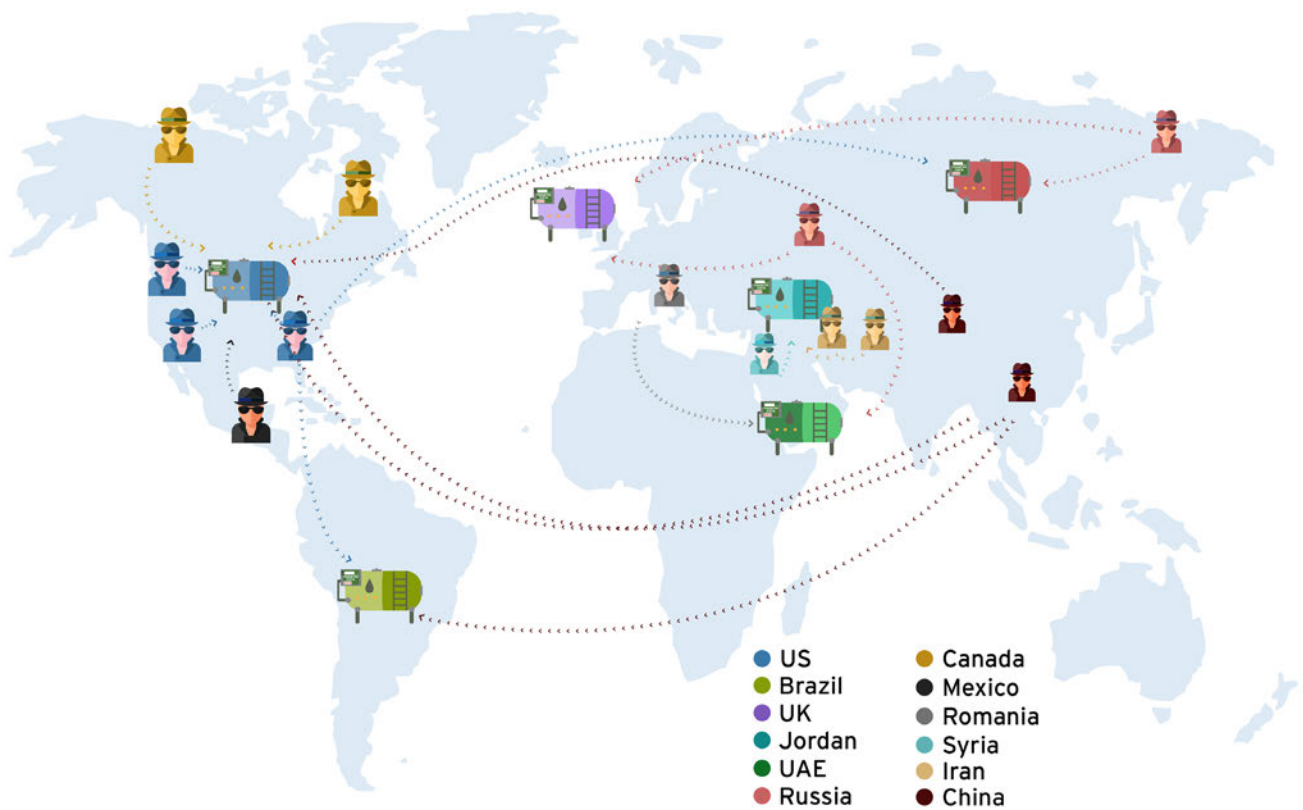 US
Brazil
UK
Jordan
UAE
Russia
Canada
Mexico
Romania
Syria
Iran
China